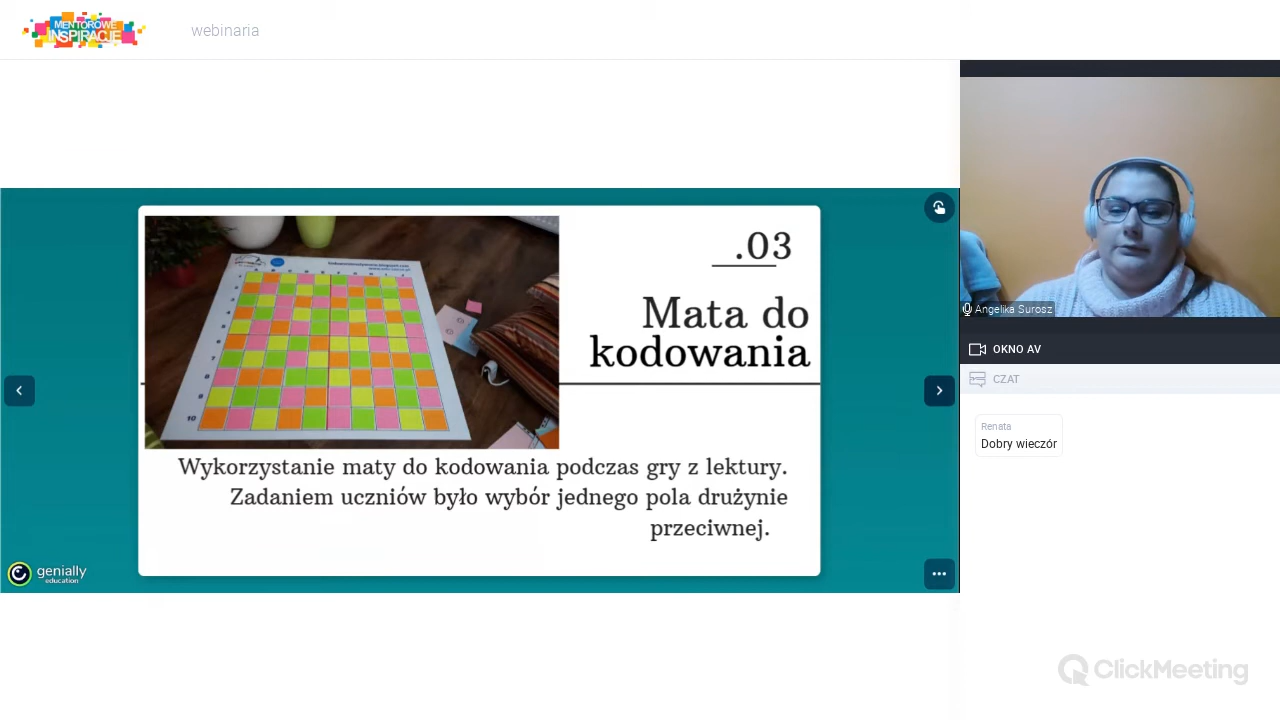 MENTOROWE
INSPIRACJE
webinaria
.03
Mata do
kodowania
Wykorzystanie maty do kodowania podczas gry z lektury.
Zadaniem uczniów było wybór jednego pola drużynie
przeciwnej.
genially
education
Angelika Surosz
OKNO AV
CZAT
Renata
Dobry wieczór
ClickMeeting